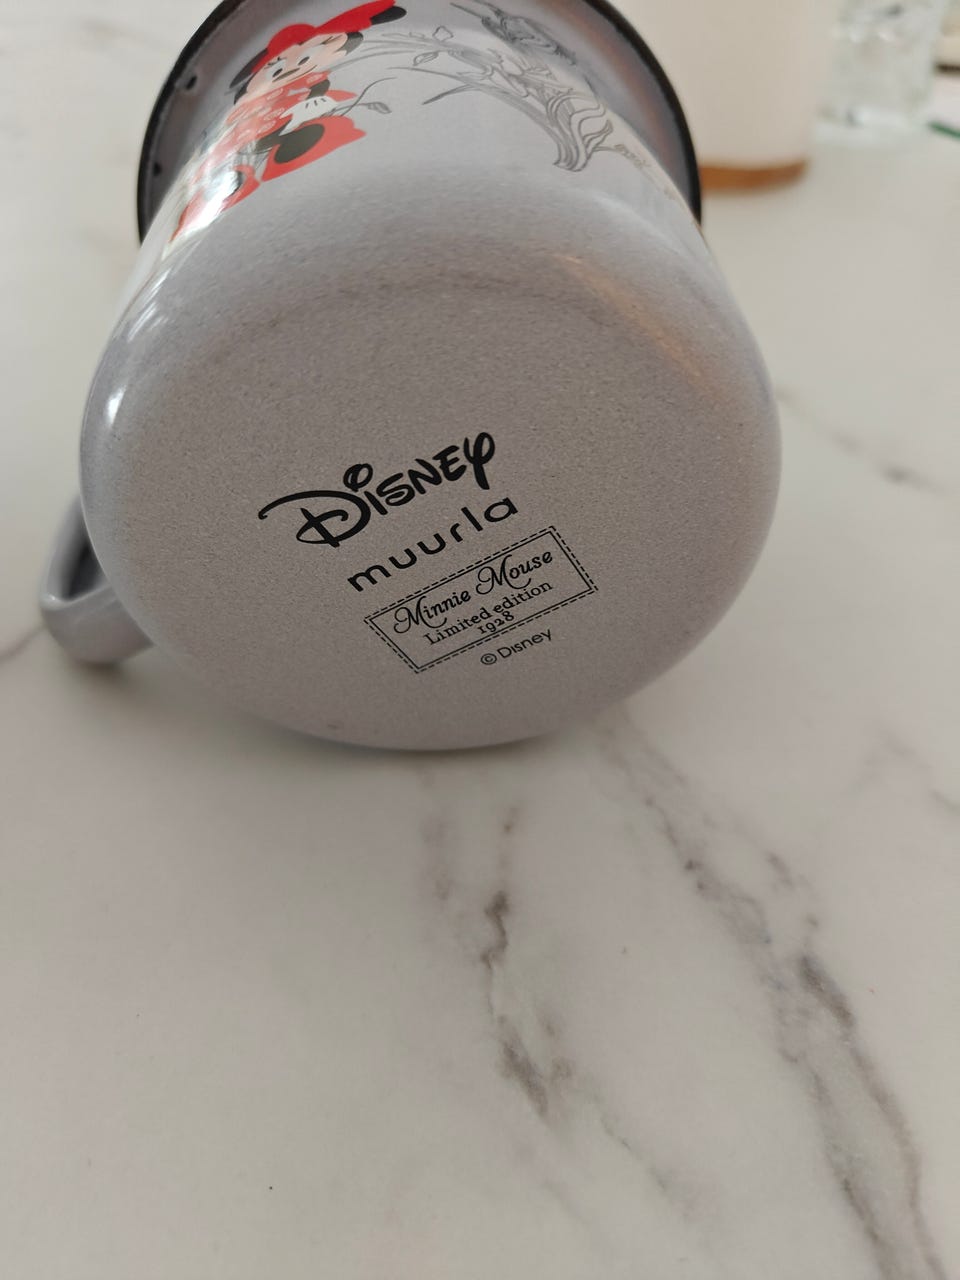 Disney
muurla
Minnie Mouse
Limited edition
1928
© Disney